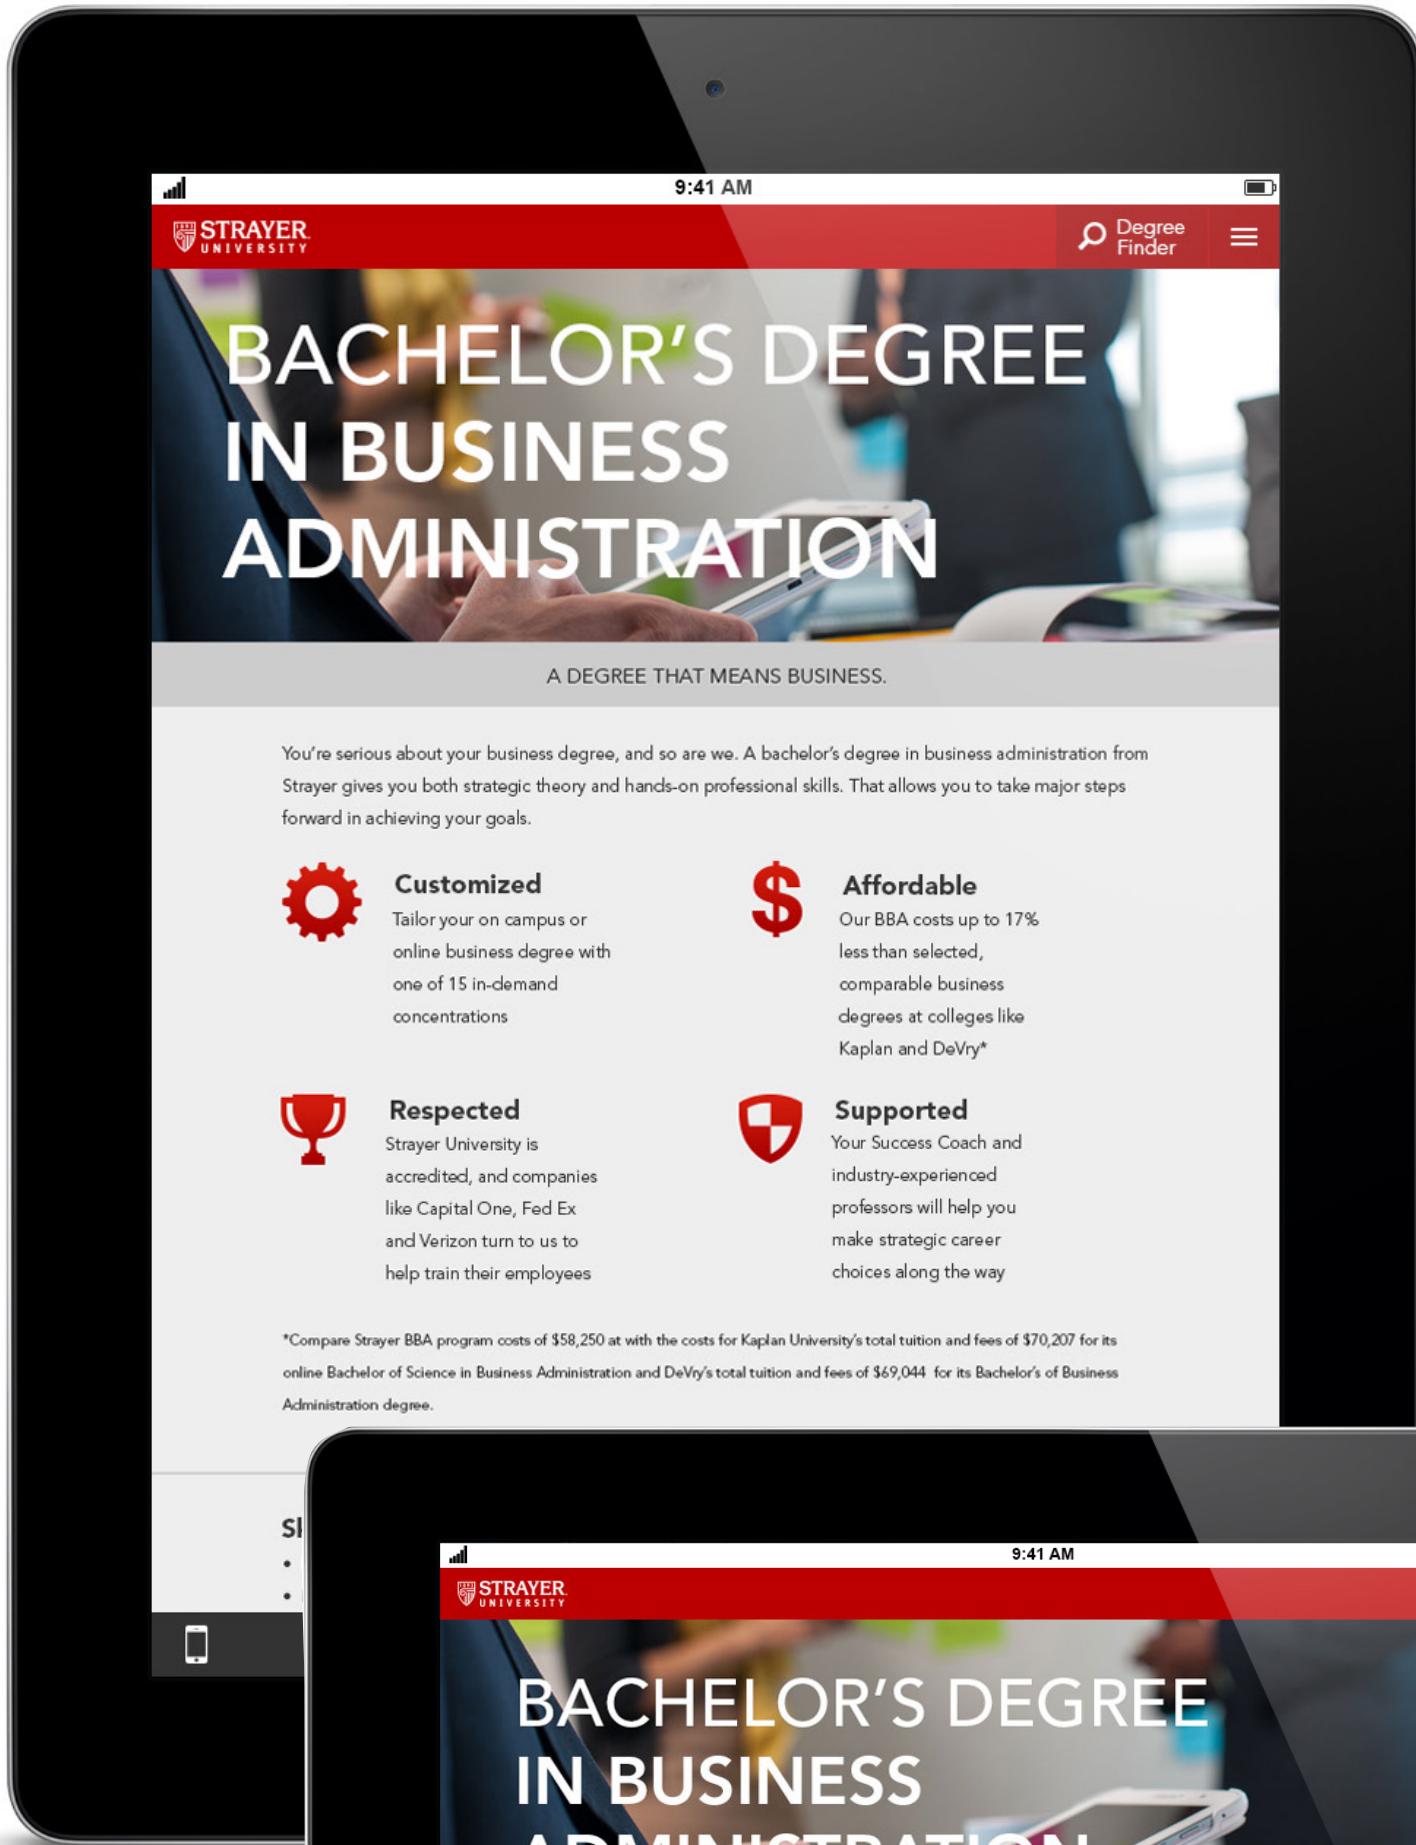 9:41 AM
STRAYER
UNIVERSITY
Degree
Finder
BACHELOR'S DEGREE
IN BUSINESS
ADMINISTRATION
A DEGREE THAT MEANS BUSINESS.
You're serious about your business degree, and so are we. A bachelor's degree in business administration from
Strayer gives you both strategic theory and hands-on professional skills. That allows you to take major steps
forward in achieving your goals.
Customized
Tailor your on campus or
online business degree with
one of 15 in-demand
concentrations
Affordable
Our BBA costs up to 17%
less than selected,
comparable business
degrees at colleges like
Kaplan and DeVry*
Respected
Strayer University is
accredited, and companies
like Capital One, Fed Ex
and Verizon turn to us to
help train their employees
Supported
Your Success Coach and
industry-experienced
professors will help you
make strategic career
choices along the way
*Compare Strayer BBA program costs of $58,250 at with the costs for Kaplan University's total tuition and fees of $70,207 for its
online Bachelor of Science in Business Administration and DeVry's total tuition and fees of $69,044 for its Bachelor's of Business
Administration degree.
9:41 AM
STRAYER
UNIVERSITY
BACHELOR'S DEGREE
IN BUSINESS
ADMINISTRATION